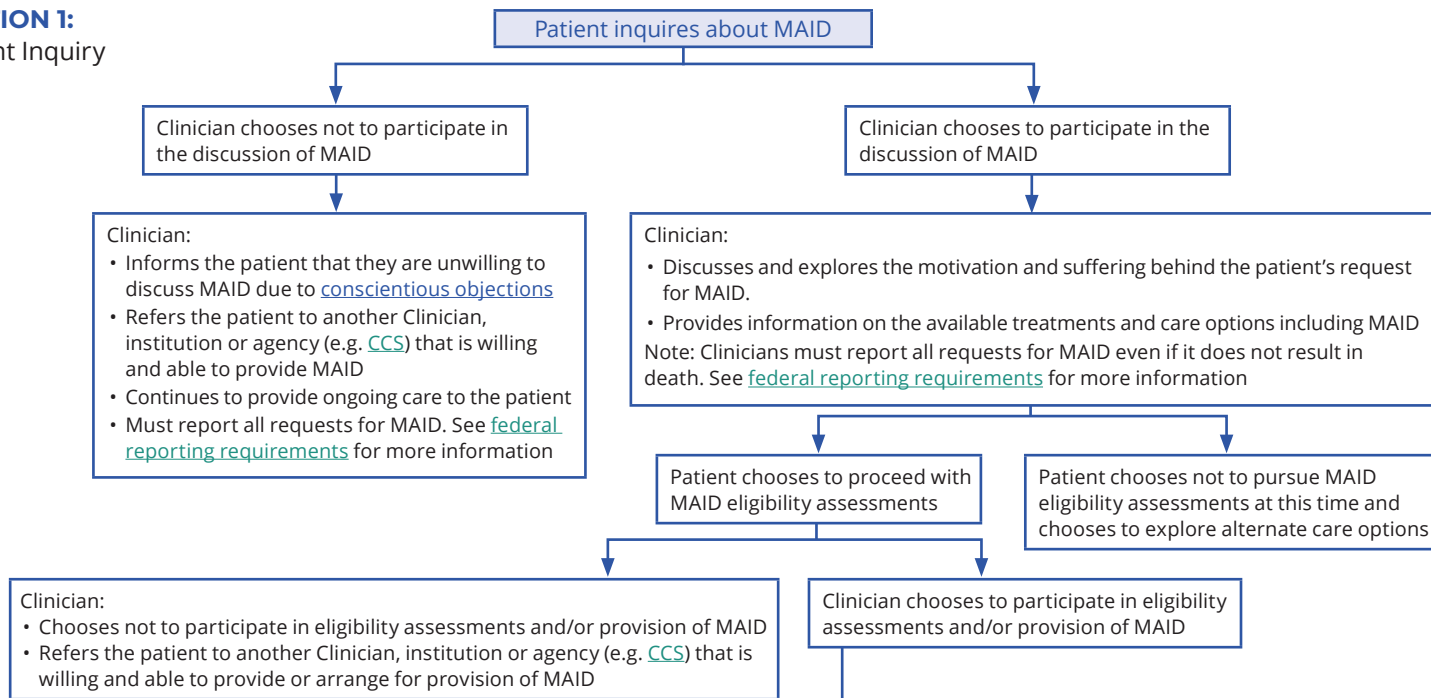 TION 1:
nt Inquiry
Patient inquires about MAID
Clinician chooses not to participate in
the discussion of MAID
Clinician chooses to participate in the
discussion of MAID
Clinician:
• Informs the patient that they are unwilling to
discuss MAID due to conscientious objections
• Refers the patient to another Clinician,
institution or agency (e.g. CCS) that is willing
and able to provide MAID
• Continues to provide ongoing care to the patient
• Must report all requests for MAID. See federal
reporting requirements for more information
Clinician:
• Discusses and explores the motivation and suffering behind the patient’s request
for MAID.
• Provides information on the available treatments and care options including MAID
Note: Clinicians must report all requests for MAID even if it does not result in
death. See federal reporting requirements for more information
Patient chooses to proceed with
MAID eligibility assessments
Patient chooses not to pursue MAID
eligibility assessments at this time and
chooses to explore alternate care options
Clinician:
• Chooses not to participate in eligibility assessments and/or provision of MAID
• Refers the patient to another Clinician, institution or agency (e.g. CCS) that is
willing and able to provide or arrange for provision of MAID
Clinician chooses to participate in eligibility
assessments and/or provision of MAID